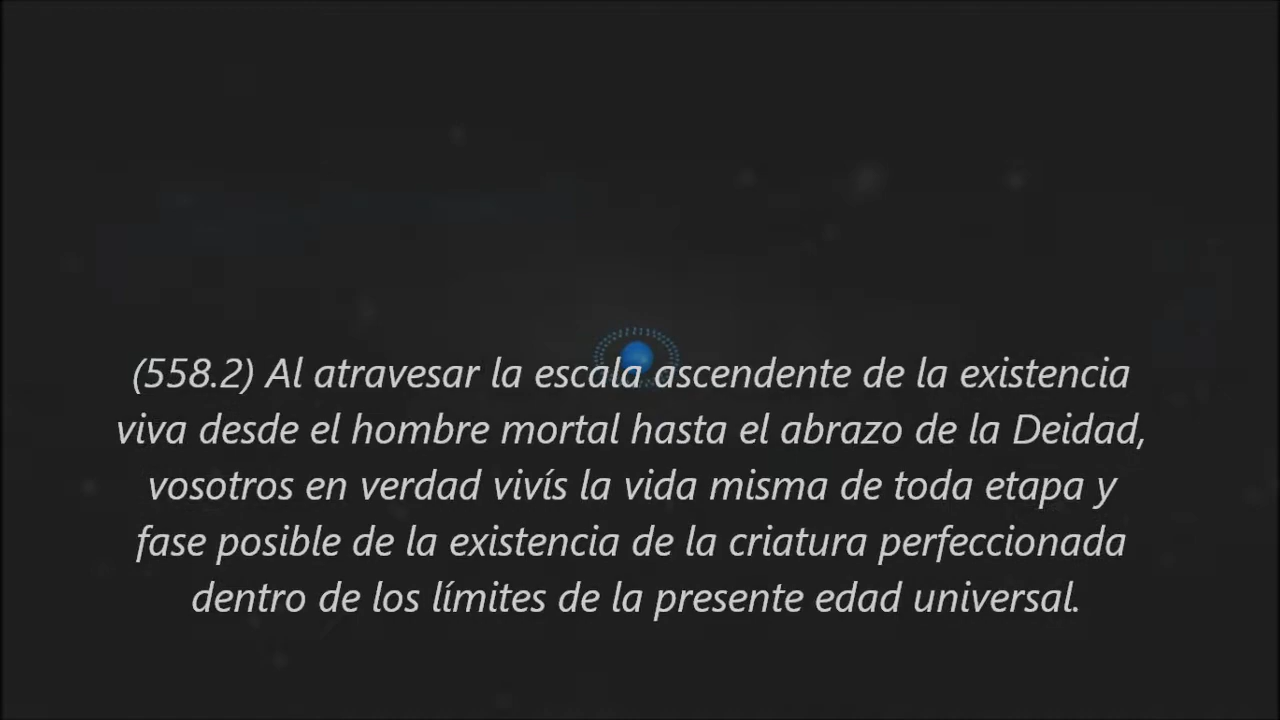 (558.2) Al atravesar la escala ascendente de la existencia
viva desde el hombre mortal hasta el abrazo de la Deidad,
vosotros en verdad vivís la vida misma de toda etapa y
fase posible de la existencia de la criatura perfeccionada
dentro de los límites de la presente edad universal.